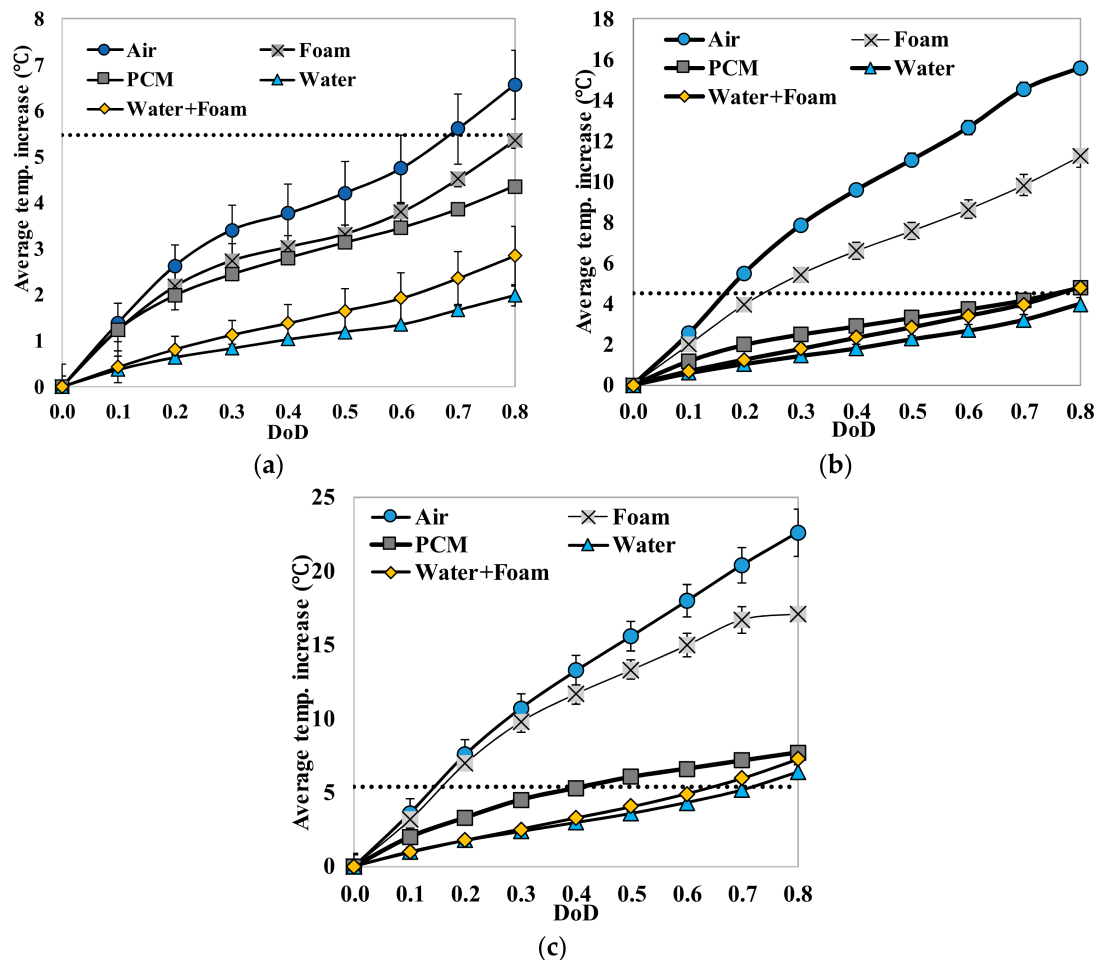 8
7
6
5
4
3
2
1
0
Average temp. increase (℃)
Air
Foam
PCM
Water
Water+Foam
0.0 0.1 0.2 0.3 0.4 0.5 0.6 0.7 0.8
DoD
(a)
18
16
14
12
10
8
6
4
2
0
Average temp. increase (℃)
Air
Foam
PCM
Water
Water+Foam
0.0 0.1 0.2 0.3 0.4 0.5 0.6 0.7 0.8
DoD
(b)
25
20
15
10
5
0
Average temp. increase (℃)
Air
Foam
PCM
Water
Water+Foam
0.0 0.1 0.2 0.3 0.4 0.5 0.6 0.7 0.8
DoD
(c)